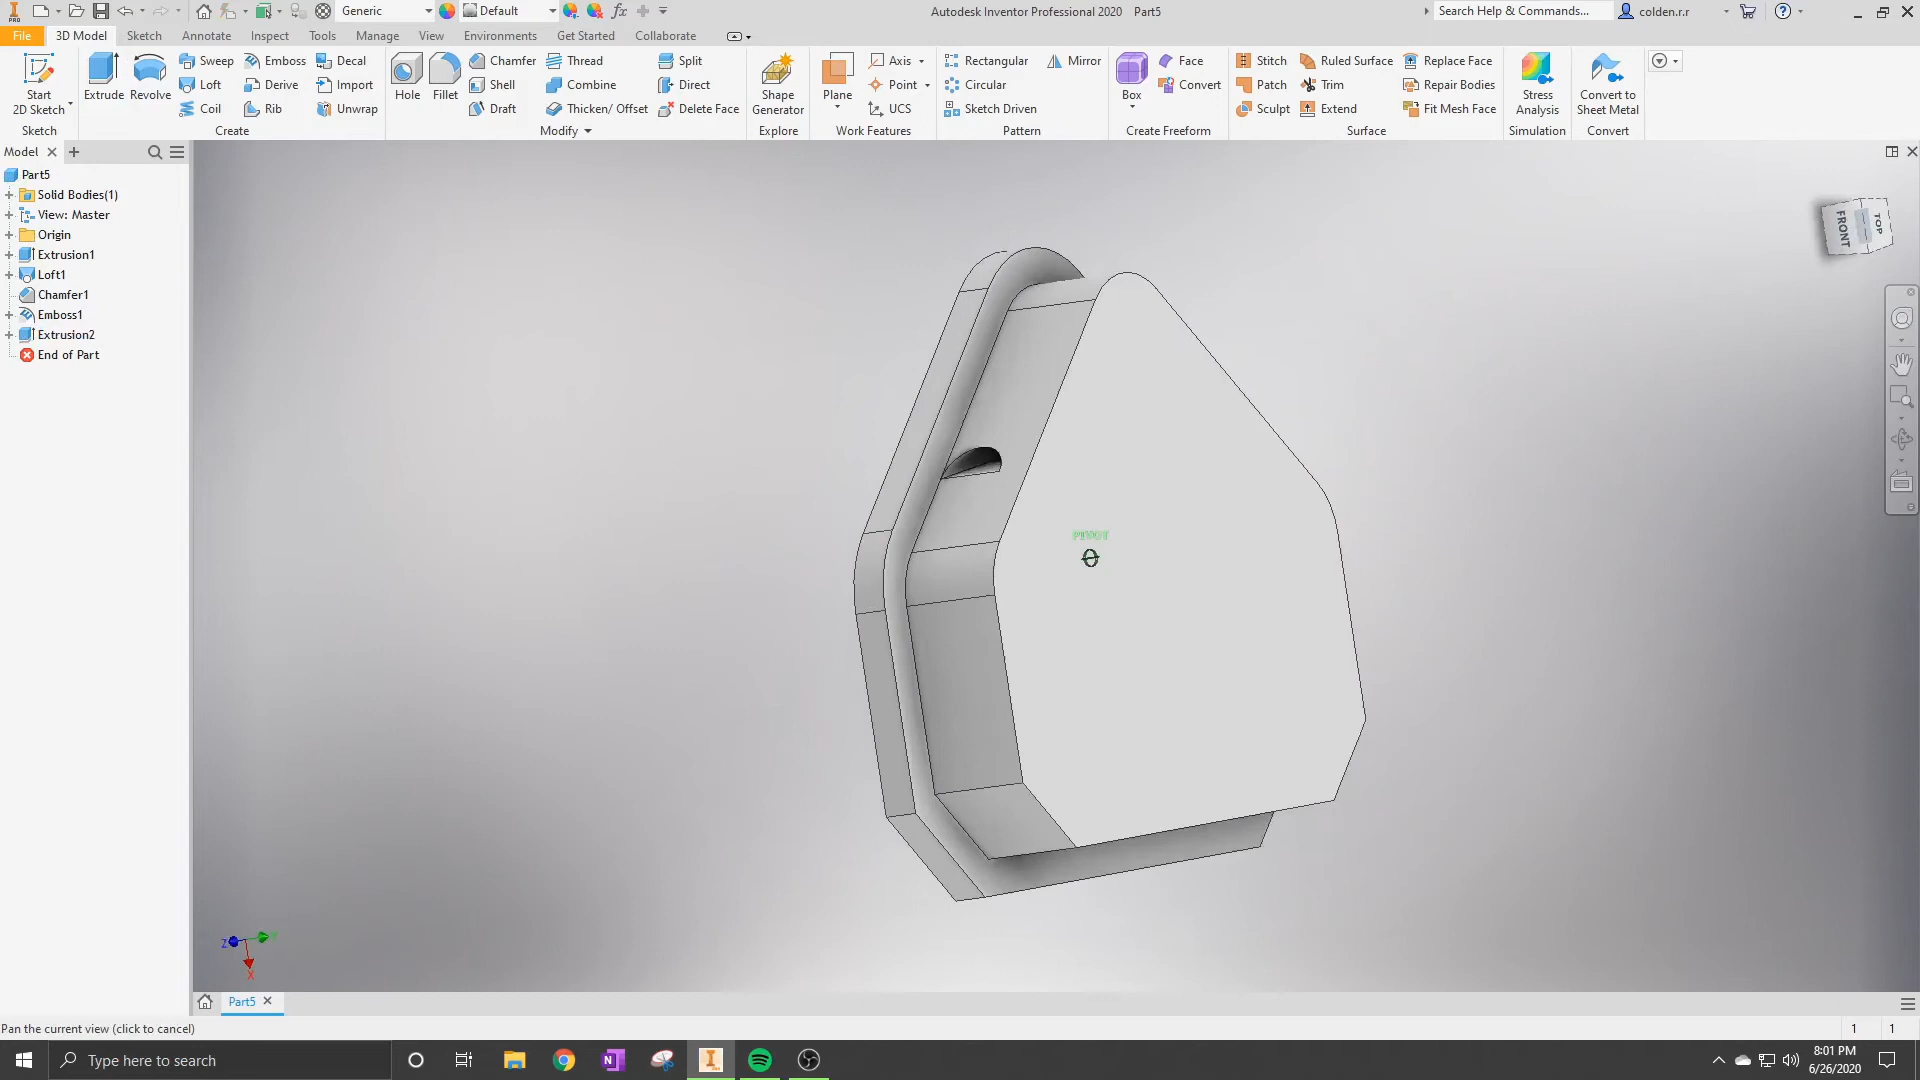 Generic
Default
fx
Autodesk Inventor Professional 2020 Part5
Search Help & Commands...
colden.r.r
File 3D Model Sketch Annotate Inspect Tools Manage View Environments Get Started Collaborate
Start
2D Sketch
Extrude
Revolve
Sweep
Emboss
Decal
Loft
Derive
Import
Coil
Rib
Unwrap
Hole
Fillet
Chamfer
Thread
Split
Shell
Combine
Direct
Draft
Thicken/ Offset
Delete Face
Shape
Generator
Plane
Axis
Point
UCS
Rectangular
Mirror
Circular
Sketch Driven
Box
Face
Convert
Stitch
Ruled Surface
Replace Face
Patch
Trim
Repair Bodies
Sculpt
Extend
Fit Mesh Face
Stress
Analysis
Convert to
Sheet Metal
Sketch Create Modify Explore Work Features Pattern Create Freeform Surface Simulation Convert
Model
Part5
Solid Bodies(1)
View: Master
Origin
Extrusion1
Loft1
Chamfer1
Emboss1
Extrusion2
End of Part
FRONT
TOP
PIVOT
Z
Y
X
Part5
Pan the current view (click to cancel)
1 1
Type here to search
8:01 PM
6/26/2020